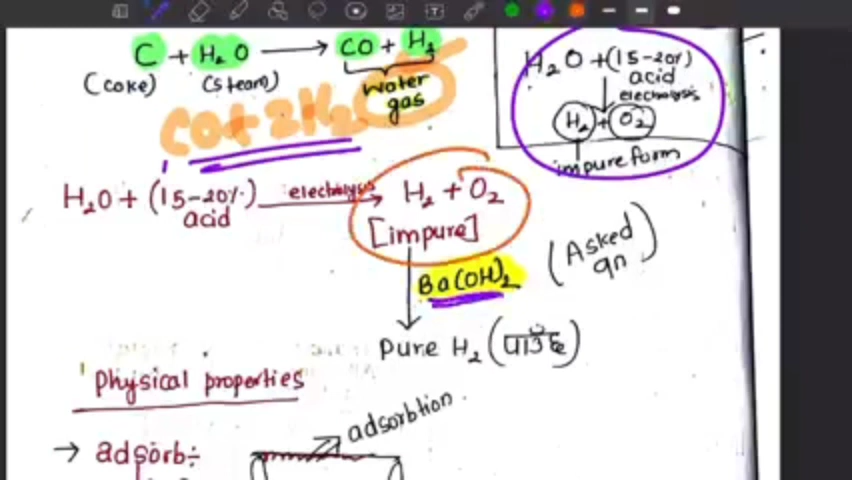 C + H₂O ⟶ CO + H₂
(coke) (steam) water gas
CO + 2H₂
H₂O + (15-20%) acid
electrolysis
H₂ + O₂
impure form
H₂O + (15-20%) acid electrolysis ⟶ H₂ + O₂
[impure]
Ba(OH)₂
(Asked qn)
Pure H₂
Physical properties
→ adsorb:
adsorbtion